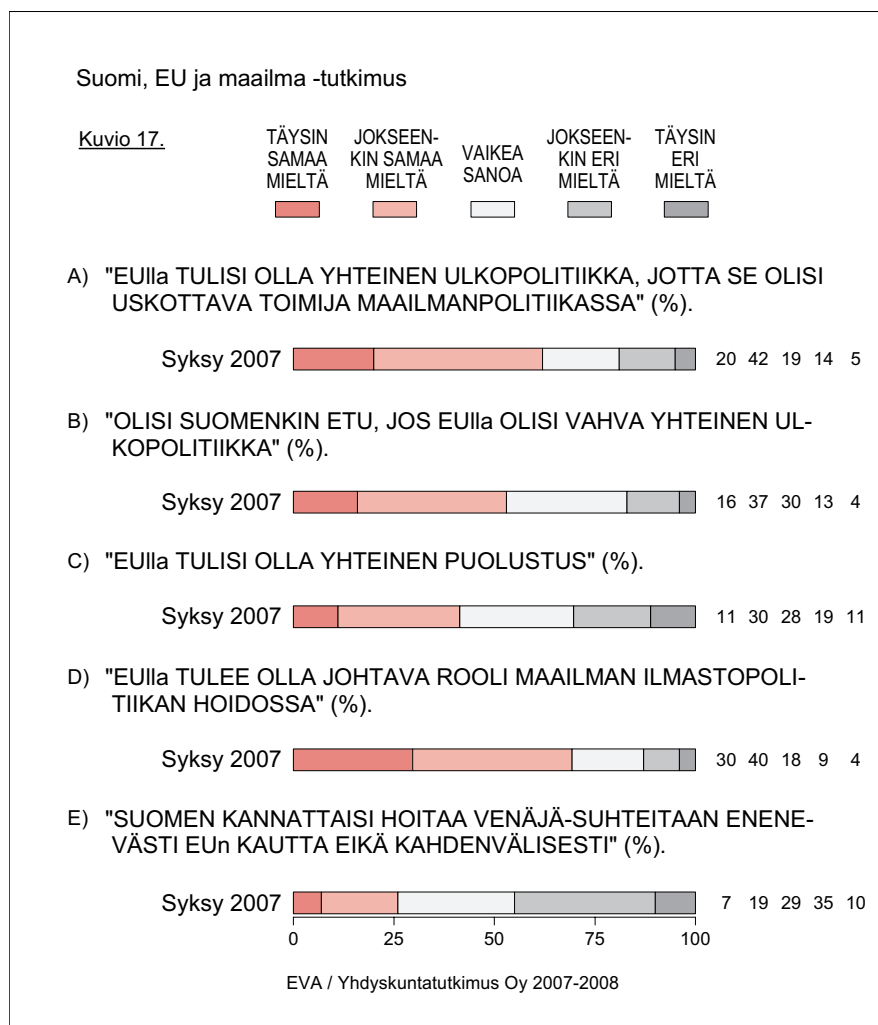 Suomi, EU ja maailma -tutkimus
Kuvio 17.
TÄYSIN
SAMAA
MIELTÄ
JOKSEEN-
KIN SAMAA
MIELTÄ
VAIKEA
SANOA
JOKSEEN-
KIN ERI
MIELTÄ
TÄYSIN
ERI
MIELTÄ
A) "EUlla TULISI OLLA YHTEINEN ULKOPOLITIIKKA, JOTTA SE OLISI
USKOTTAVA TOIMIJA MAAILMANPOLITIIKASSA" (%).
Syksy 2007 20 42 19 14 5
B) "OLISI SUOMENKIN ETU, JOS EUlla OLISI VAHVA YHTEINEN UL-
KOPOLITIIKKA" (%).
Syksy 2007 16 37 30 13 4
C) "EUlla TULISI OLLA YHTEINEN PUOLUSTUS" (%).
Syksy 2007 11 30 28 19 11
D) "EUlla TULEE OLLA JOHTAVA ROOLI MAAILMAN ILMASTOPOLI-
TIIKAN HOIDOSSA" (%).
Syksy 2007 30 40 18 9 4
E) "SUOMEN KANNATTAISI HOITAA VENÄJÄ-SUHTEITAAN ENENE-
VÄSTI EUn KAUTTA EIKÄ KAHDENVÄLISESTI" (%).
Syksy 2007 7 19 29 35 10
0 25 50 75 100
EVA / Yhdyskuntatutkimus Oy 2007-2008